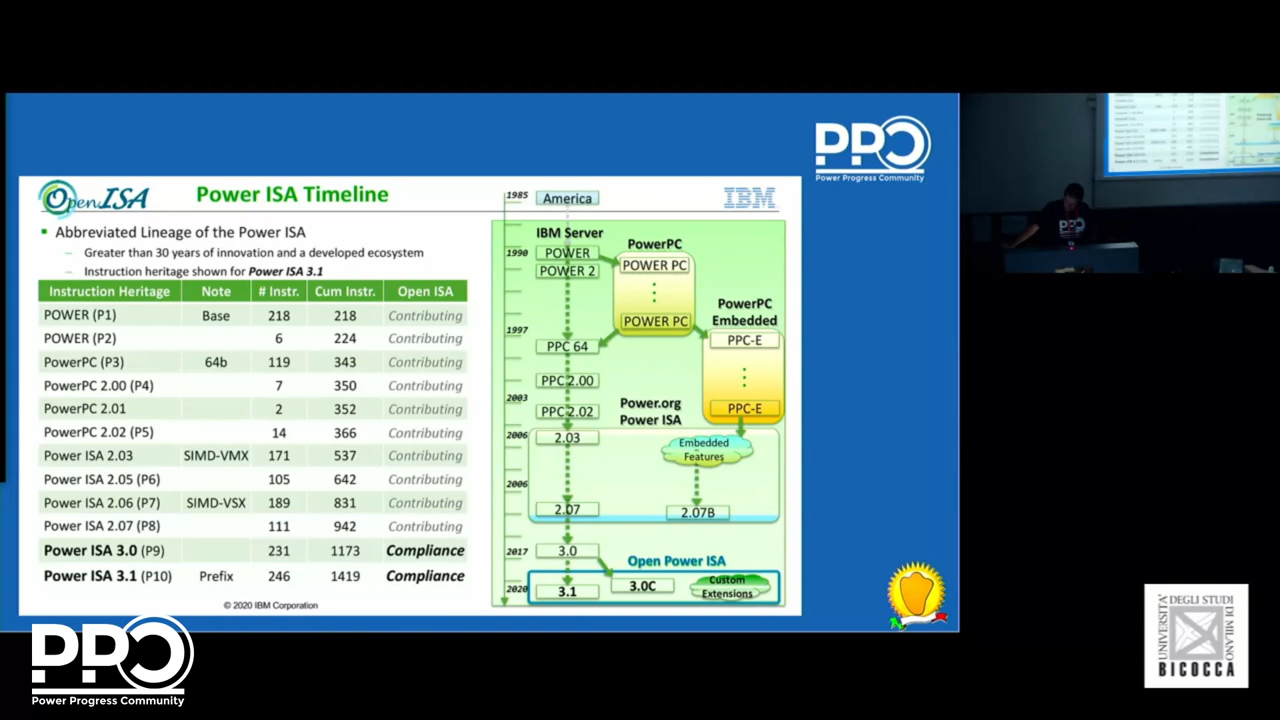 PPC
Power Progress Community
OpenISA
Power ISA Timeline
Abbreviated Lineage of the Power ISA
Greater than 30 years of innovation and a developed ecosystem
Instruction heritage shown for Power ISA 3.1
Instruction Heritage Note # Instr. Cum Instr. Open ISA
POWER (P1) Base 218 218 Contributing
POWER (P2) 6 224 Contributing
PowerPC (P3) 64b 119 343 Contributing
PowerPC 2.00 (P4) 7 350 Contributing
PowerPC 2.01 2 352 Contributing
PowerPC 2.02 (P5) 14 366 Contributing
Power ISA 2.03 SIMD-VMX 171 537 Contributing
Power ISA 2.05 (P6) 105 642 Contributing
Power ISA 2.06 (P7) SIMD-VSX 189 831 Contributing
Power ISA 2.07 (P8) 111 942 Contributing
Power ISA 3.0 (P9) 231 1173 Compliance
Power ISA 3.1 (P10) Prefix 246 1419 Compliance
© 2020 IBM Corporation
1985
America
IBM
IBM Server
1990
POWER
POWER 2
PowerPC
POWER PC
POWER PC
PowerPC
Embedded
PPC-E
PPC-E
1997
PPC 64
PPC 2.00
2003
PPC 2.02
Power.org
Power ISA
2006
2.03
Embedded
Features
2006
2.07
2.07B
2017
3.0
Open Power ISA
2020
3.1
3.0C
Custom
Extensions
PPC
Power Progress Community
UNIVERSITA'
DEGLI STUDI
DI MILANO
BICOCCA